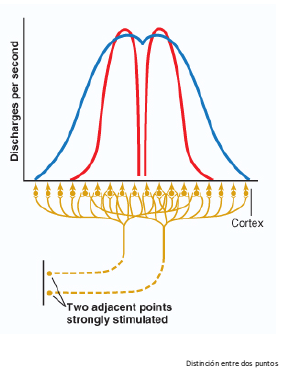 Discharges per second
Cortex
Two adjacent points
strongly stimulated
Distinción entre dos puntos